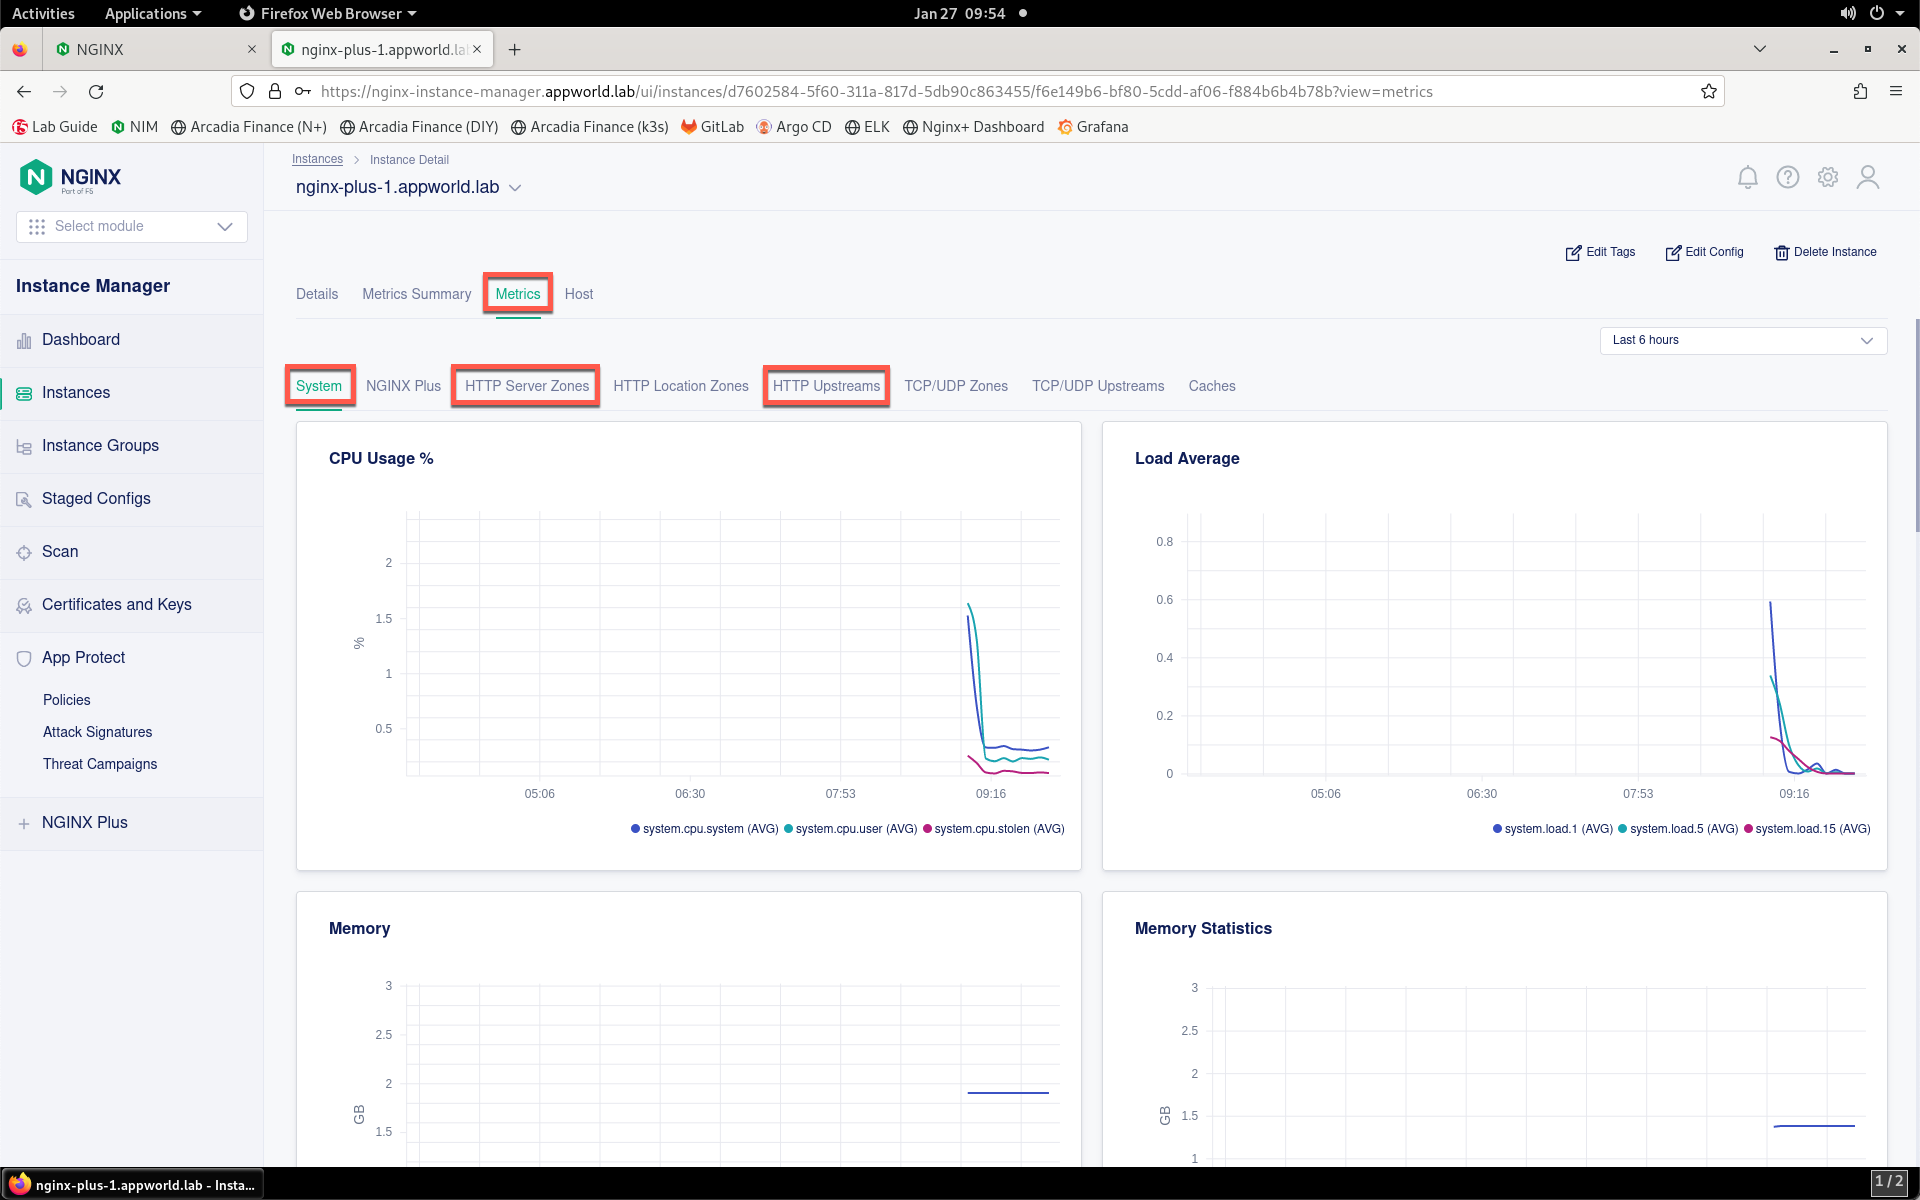 Activities Applications Firefox Web Browser Jan 27 09:54
NGINX nginx-plus-1.appworld.la
https://nginx-instance-manager.appworld.lab/ui/instances/d7602584-5f60-311a-817d-5db90c863455/f6e149b6-bf80-5cdd-af06-f884b6b4b78b?view=metrics
Lab Guide NIM Arcadia Finance (N+) Arcadia Finance (DIY) Arcadia Finance (k3s) GitLab Argo CD ELK Nginx+ Dashboard Grafana
NGINX
Part of F5
Select module
Instance Manager
Dashboard
Instances
Instance Groups
Staged Configs
Scan
Certificates and Keys
App Protect
Policies
Attack Signatures
Threat Campaigns
NGINX Plus
Instances > Instance Detail
nginx-plus-1.appworld.lab
Edit Tags Edit Config Delete Instance
Details Metrics Summary Metrics Host
Last 6 hours
System NGINX Plus HTTP Server Zones HTTP Location Zones HTTP Upstreams TCP/UDP Zones TCP/UDP Upstreams Caches
CPU Usage %
2
1.5
%
1
0.5
05:06 06:30 07:53 09:16
system.cpu.system (AVG) system.cpu.user (AVG) system.cpu.stolen (AVG)
Load Average
0.8
0.6
0.4
0.2
0
05:06 06:30 07:53 09:16
system.load.1 (AVG) system.load.5 (AVG) system.load.15 (AVG)
Memory
3
2.5
2
GB
1.5
Memory Statistics
3
2.5
2
GB
1.5
1
nginx-plus-1.appworld.lab - Insta...
1 / 2